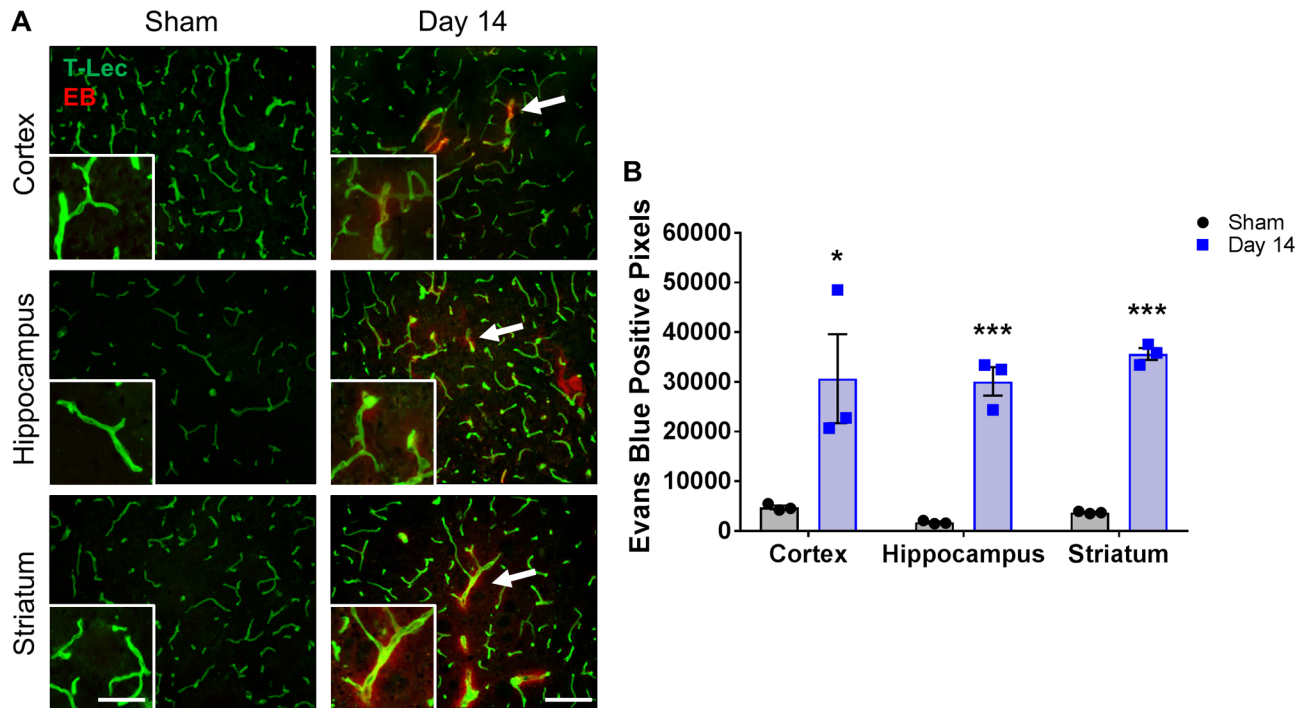 A
Sham
Day 14
T-Lec
EB
Cortex
Hippocampus
Striatum
B
Sham
Day 14
Evans Blue Positive Pixels
60000
50000
40000
30000
20000
10000
0
*
***
***
Cortex
Hippocampus
Striatum